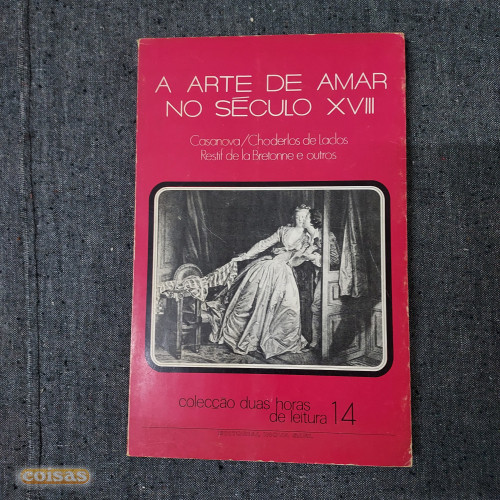 A ARTE DE AMAR
NO SÉCULO XVIII
Casanova/Choderlos de Laclos
Restif de la Bretonne e outros
colecção duas horas
de leitura 14
coisas